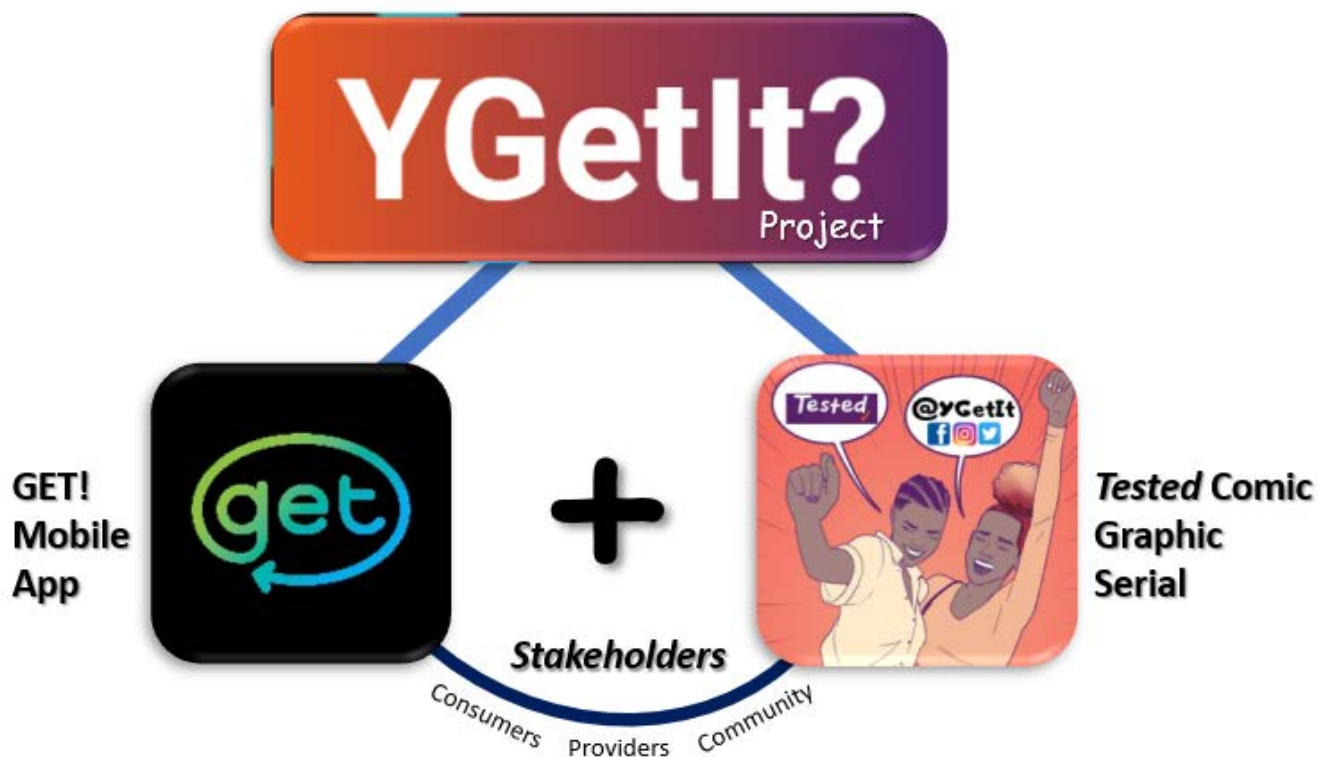 YGetIt?
Project
GET!
Mobile
App
get
Tested
@YGetIt
Tested Comic
Graphic
Serial
Stakeholders
Consumers
Providers
Community